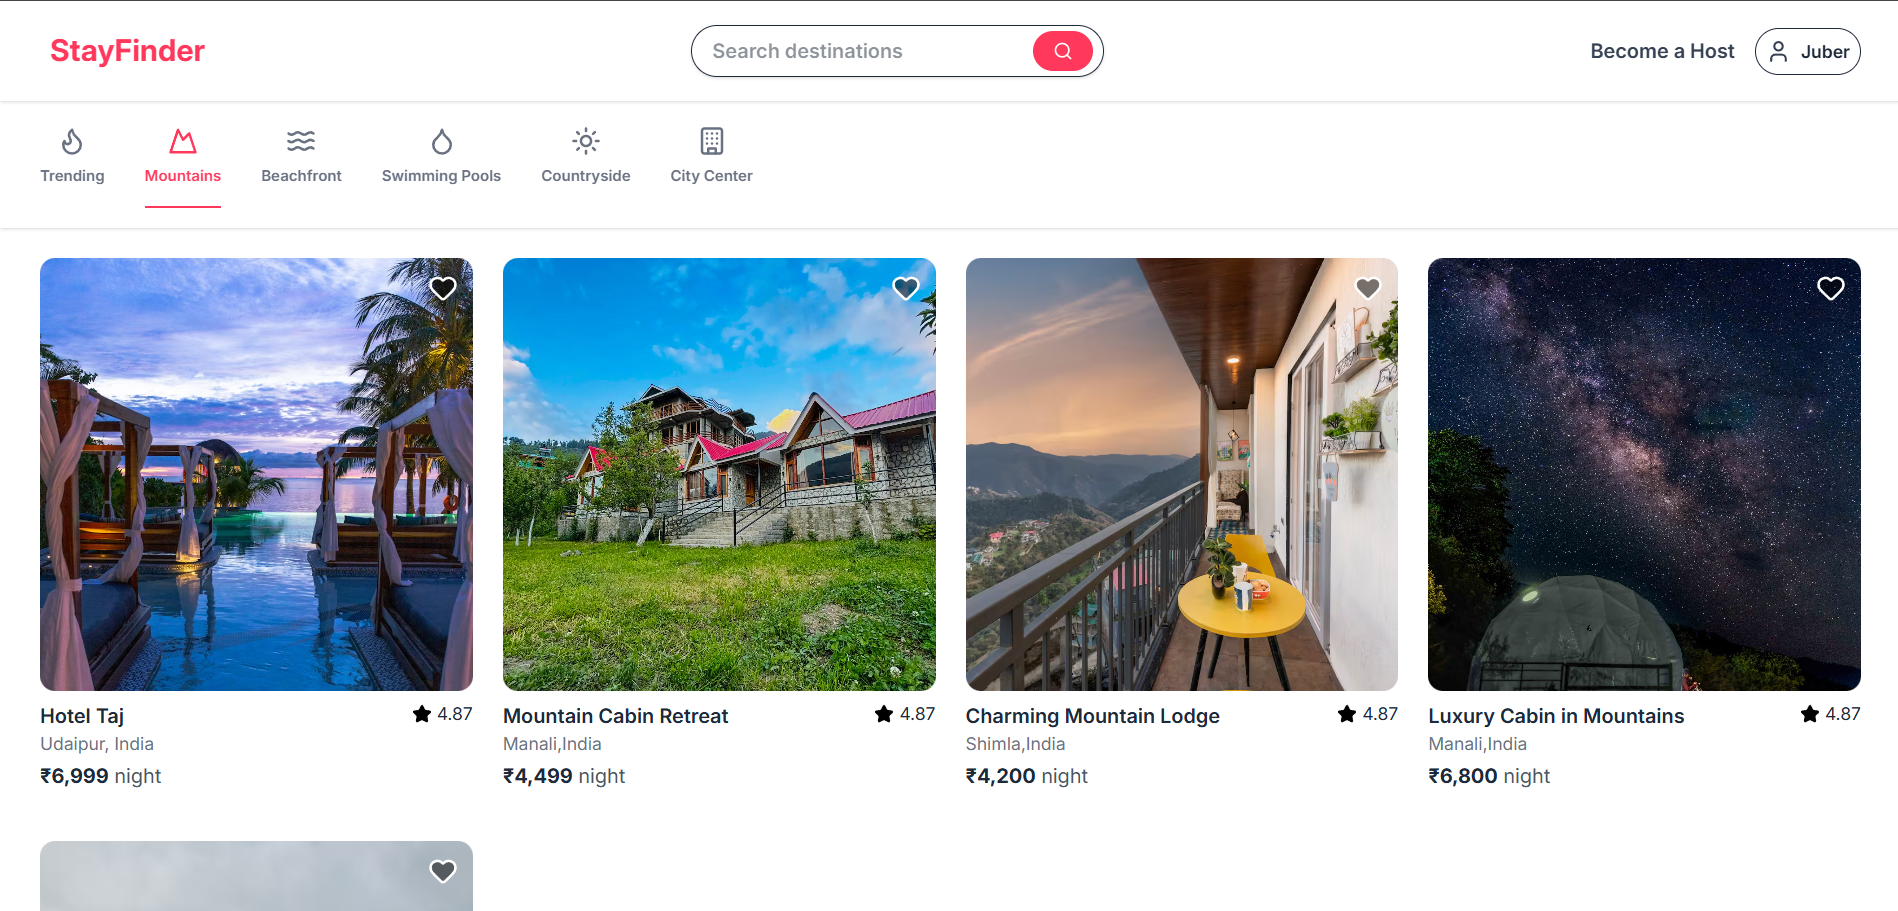 StayFinder
Search destinations
Become a Host
Juber
Trending
Mountains
Beachfront
Swimming Pools
Countryside
City Center
Hotel Taj
4.87
Udaipur, India
₹6,999 night
Mountain Cabin Retreat
4.87
Manali,India
₹4,499 night
Charming Mountain Lodge
4.87
Shimla,India
₹4,200 night
Luxury Cabin in Mountains
4.87
Manali,India
₹6,800 night